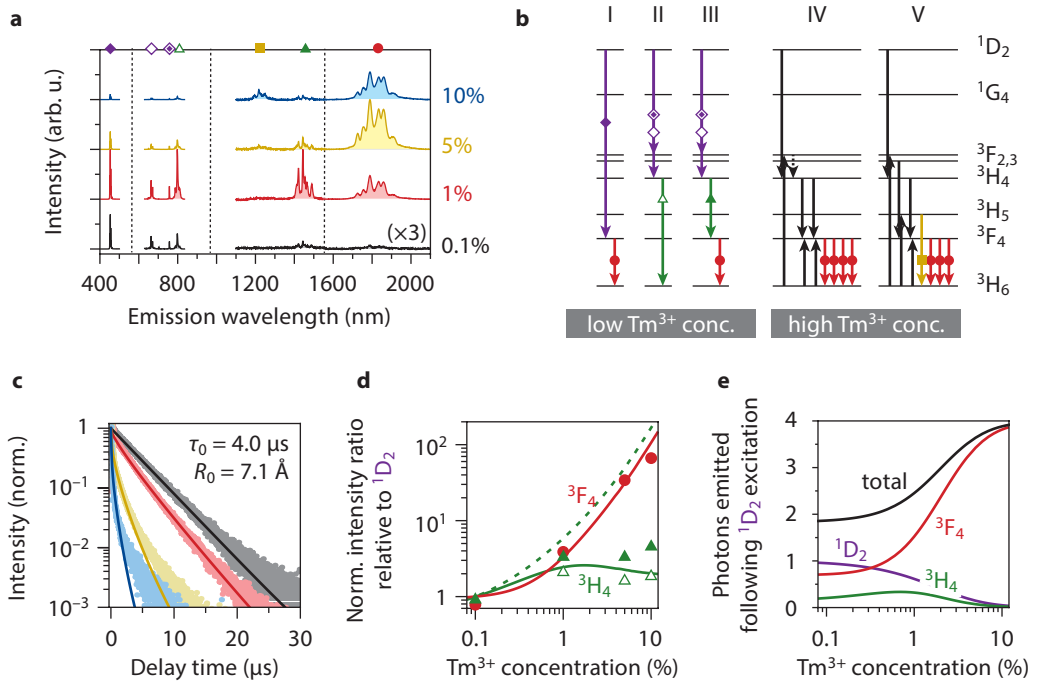 a
Intensity (arb. u.)
10%
5%
1%
(×3)
0.1%
400 800 1200 1600 2000
Emission wavelength (nm)
b
I II III IV V
¹D₂
¹G₄
³F₂,₃
³H₄
³H₅
³F₄
³H₆
low Tm³⁺ conc.
high Tm³⁺ conc.
c
Intensity (norm.)
1
10⁻¹
10⁻²
10⁻³
τ₀ = 4.0 µs
R₀ = 7.1 Å
0 10 20 30
Delay time (µs)
d
Norm. intensity ratio
relative to ¹D₂
10²
10¹
1
³F₄
³H₄
0.1 1 10
Tm³⁺ concentration (%)
e
Photons emitted
following ¹D₂ excitation
4
3
2
1
0
total
³F₄
¹D₂
³H₄
0.1 1 10
Tm³⁺ concentration (%)